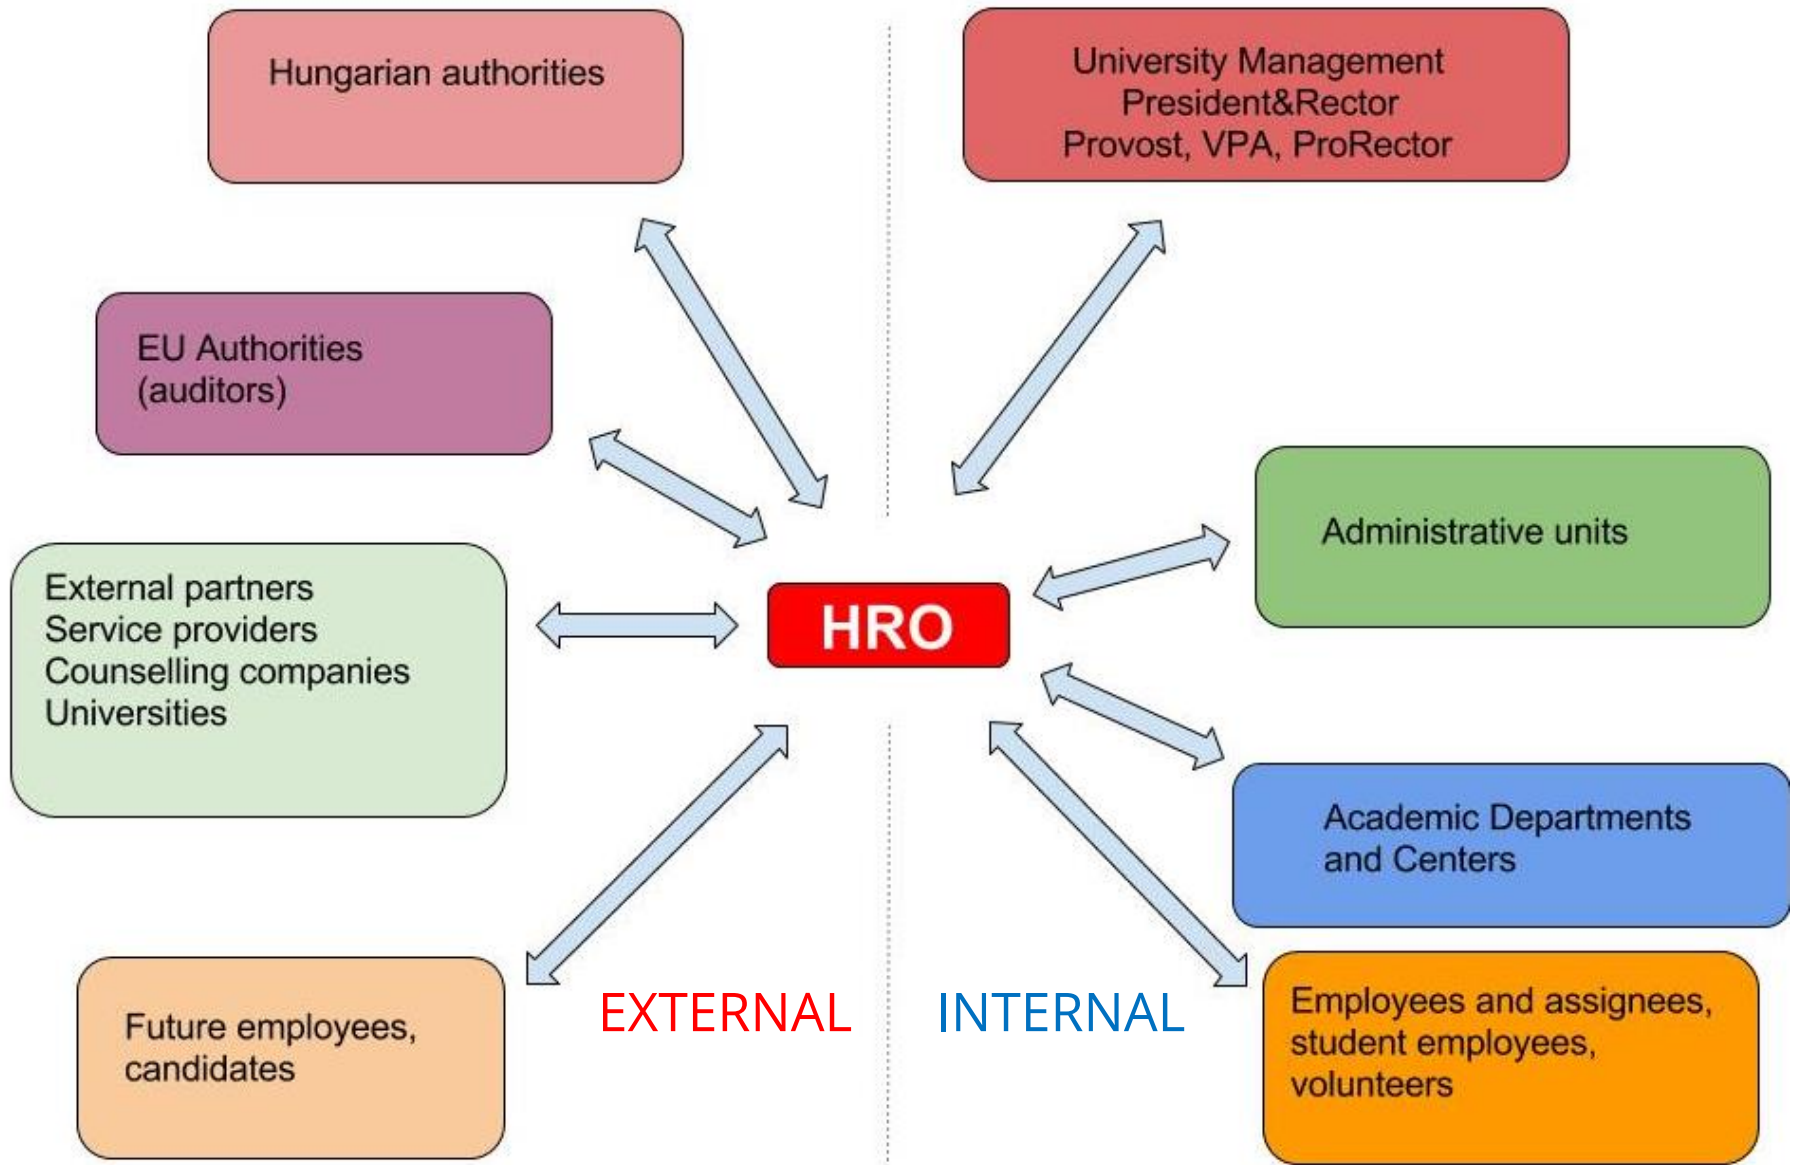 Hungarian authorities
University Management
President&Rector
Provost, VPA, ProRector
EU Authorities
(auditors)
Administrative units
External partners
Service providers
Counselling companies
Universities
HRO
Academic Departments
and Centers
Future employees,
candidates
EXTERNAL
INTERNAL
Employees and assignees,
student employees,
volunteers